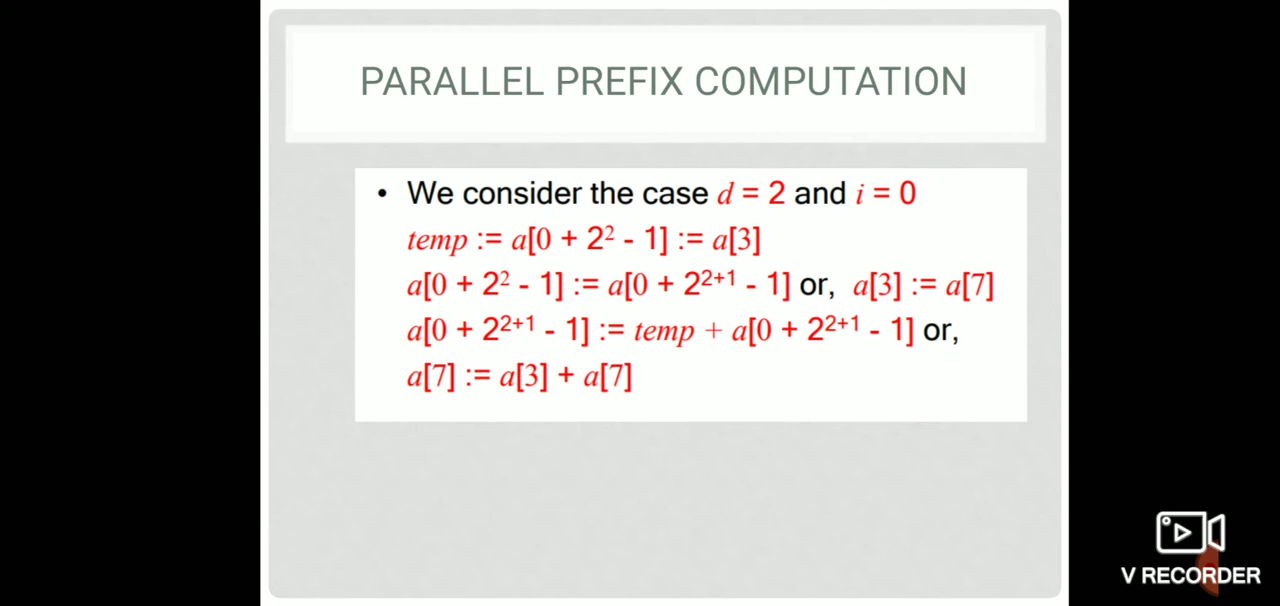 PARALLEL PREFIX COMPUTATION
• We consider the case d = 2 and i = 0
temp := a[0 + 2² - 1] := a[3]
a[0 + 2² - 1] := a[0 + 2²⁺¹ - 1] or, a[3] := a[7]
a[0 + 2²⁺¹ - 1] := temp + a[0 + 2²⁺¹ - 1] or,
a[7] := a[3] + a[7]
V RECORDER